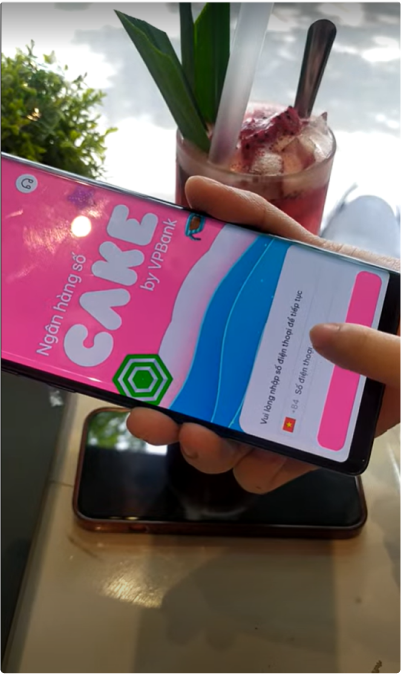 Ngân hàng số
CAKE
by VPBank
Vui lòng nhập số điện thoại để tiếp tục
+84 Số điện thoại